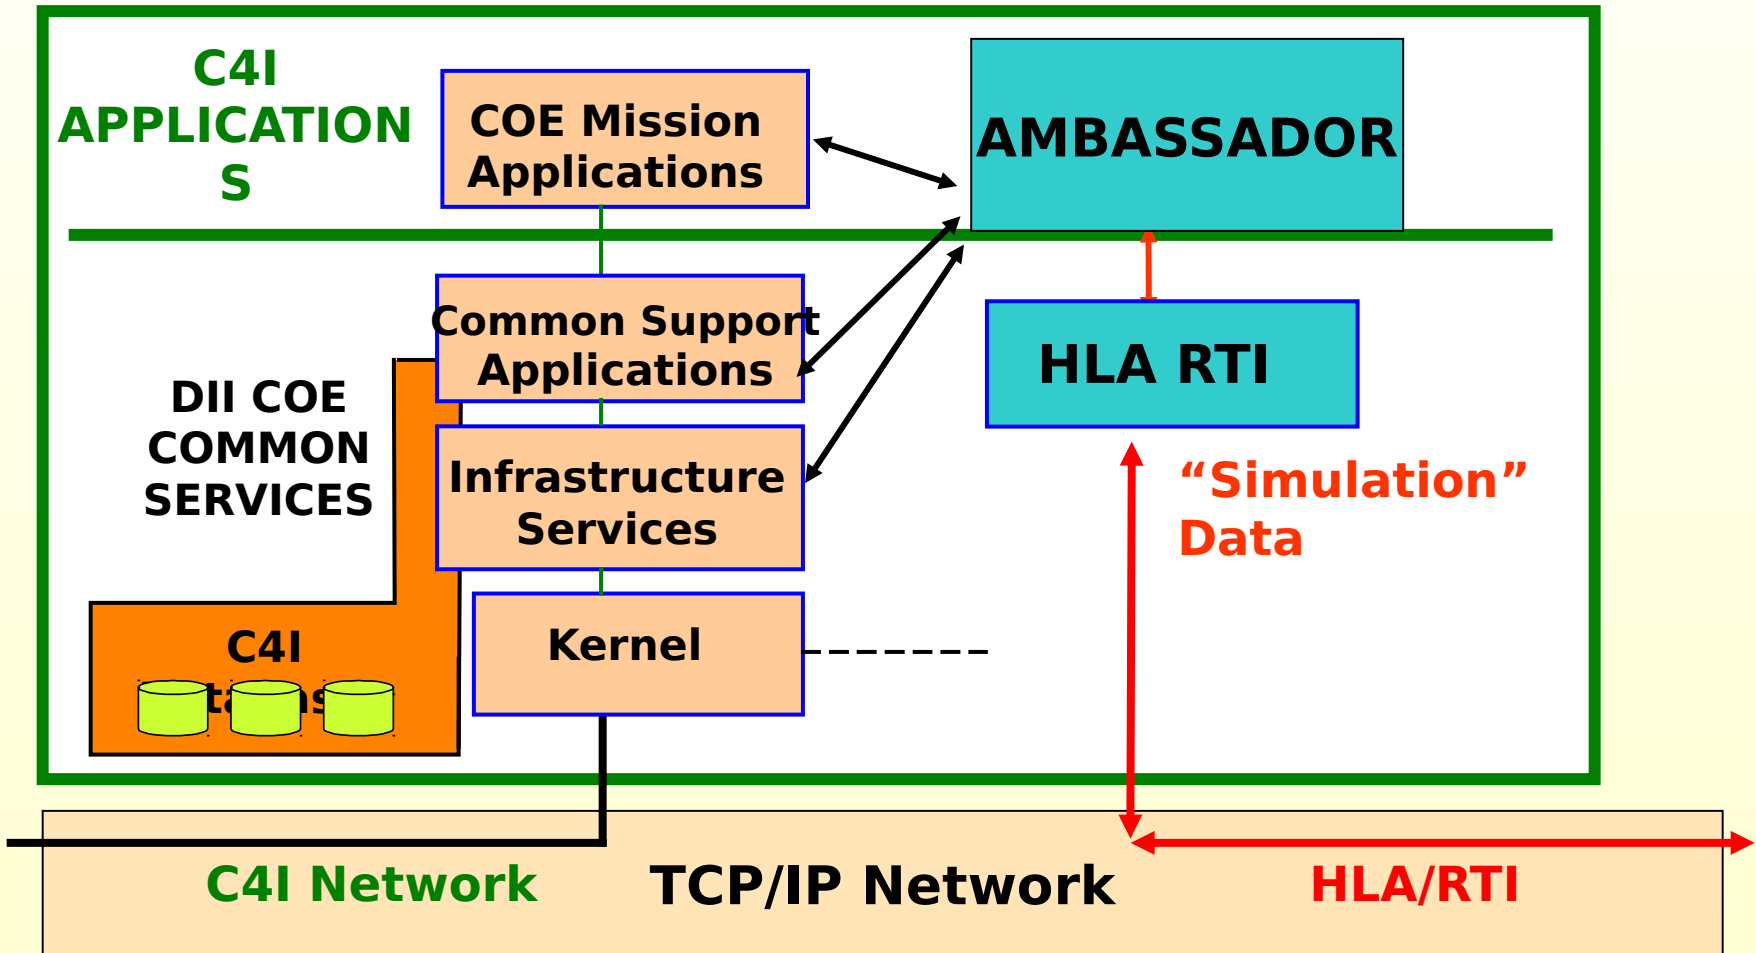 C4I
APPLICATION
S
COE Mission
Applications
AMBASSADOR
Common Support
Applications
HLA RTI
DII COE
COMMON
SERVICES
Infrastructure
Services
“Simulation”
Data
C4I
Kernel
C4I Network
TCP/IP Network
HLA/RTI